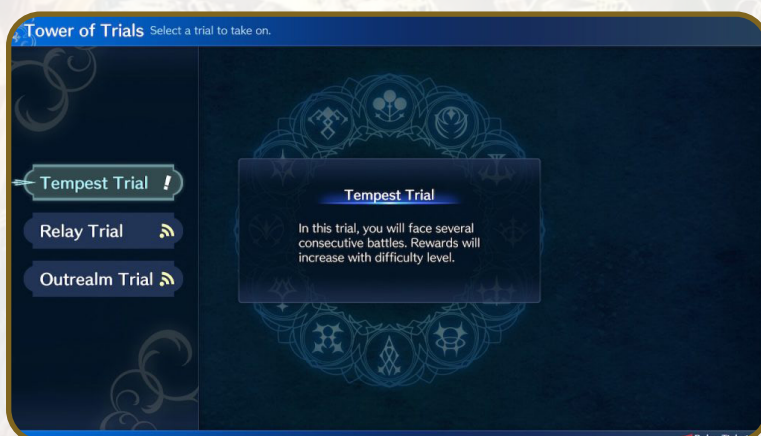 Tower of Trials Select a trial to take on.
Tempest Trial
Relay Trial
Outrealm Trial
Tempest Trial
In this trial, you will face several
consecutive battles. Rewards will
increase with difficulty level.